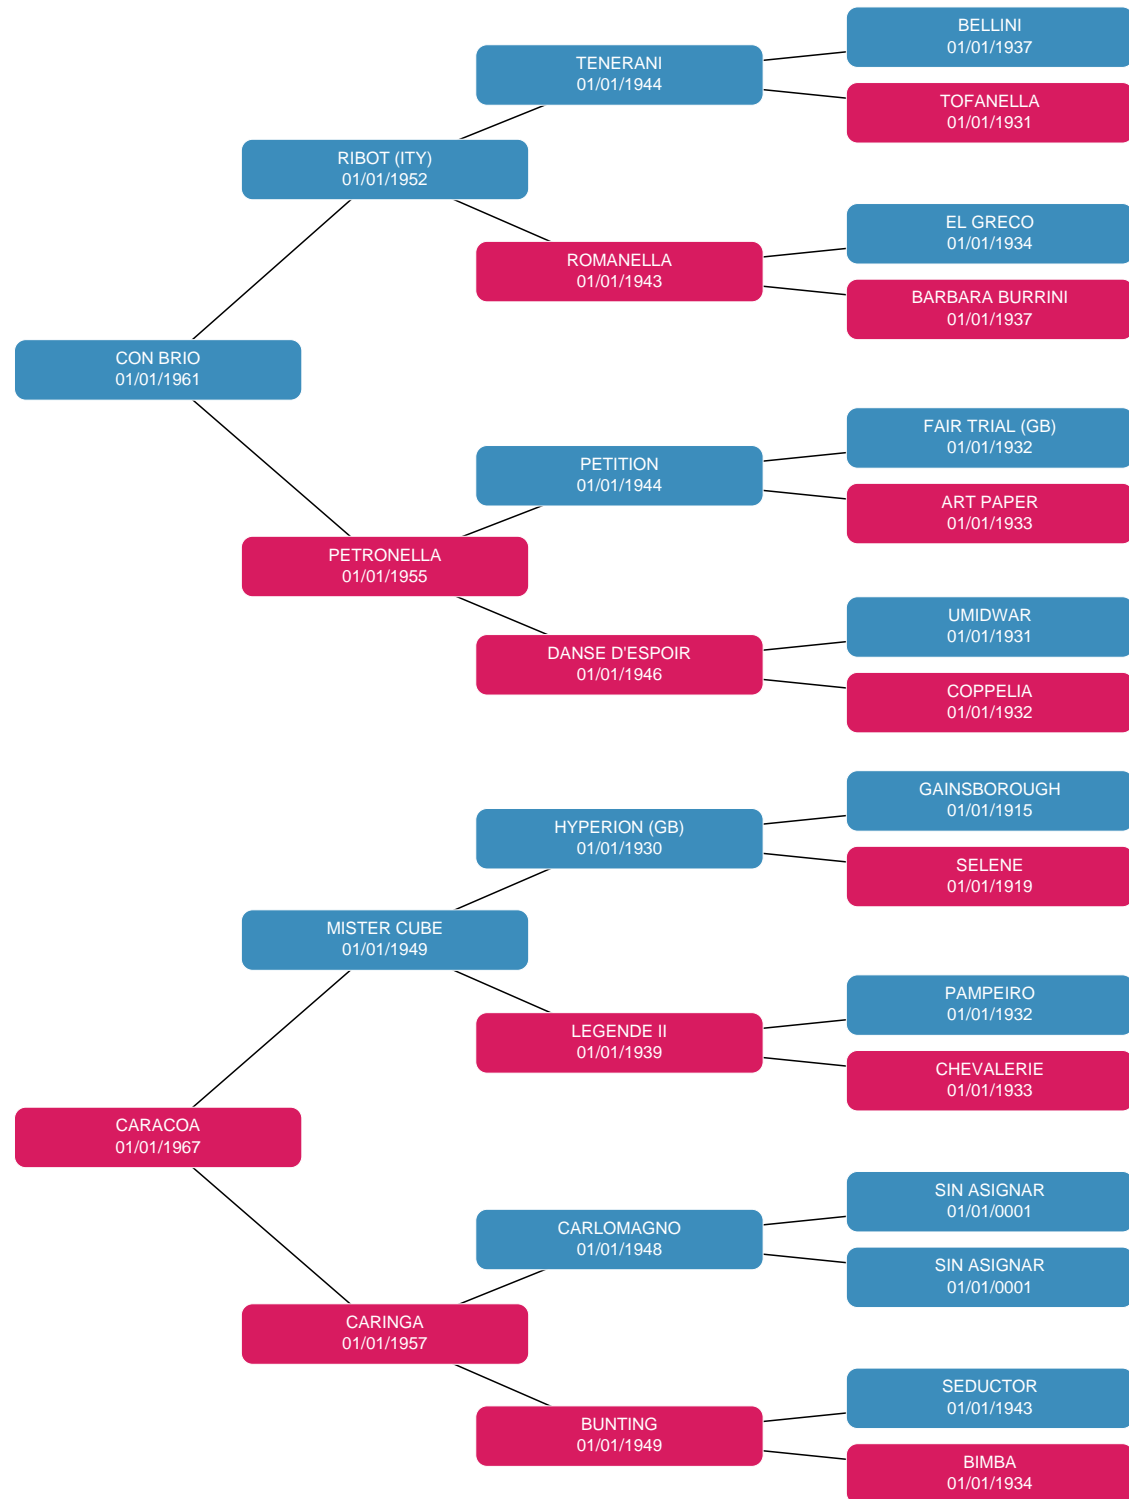 BELLINI
01/01/1937
TENERANI
01/01/1944
TOFANELLA
01/01/1931
RIBOT (ITY)
01/01/1952
EL GRECO
01/01/1934
ROMANELLA
01/01/1943
BARBARA BURRINI
01/01/1937
CON BRIO
01/01/1961
FAIR TRIAL (GB)
01/01/1932
PETITION
01/01/1944
ART PAPER
01/01/1933
PETRONELLA
01/01/1955
UMIDWAR
01/01/1931
DANSE D'ESPOIR
01/01/1946
COPPELIA
01/01/1932
GAINSBOROUGH
01/01/1915
HYPERION (GB)
01/01/1930
SELENE
01/01/1919
MISTER CUBE
01/01/1949
PAMPEIRO
01/01/1932
LEGENDE II
01/01/1939
CHEVALERIE
01/01/1933
CARACOA
01/01/1967
SIN ASIGNAR
01/01/0001
CARLOMAGNO
01/01/1948
SIN ASIGNAR
01/01/0001
CARINGA
01/01/1957
SEDUCTOR
01/01/1943
BUNTING
01/01/1949
BIMBA
01/01/1934